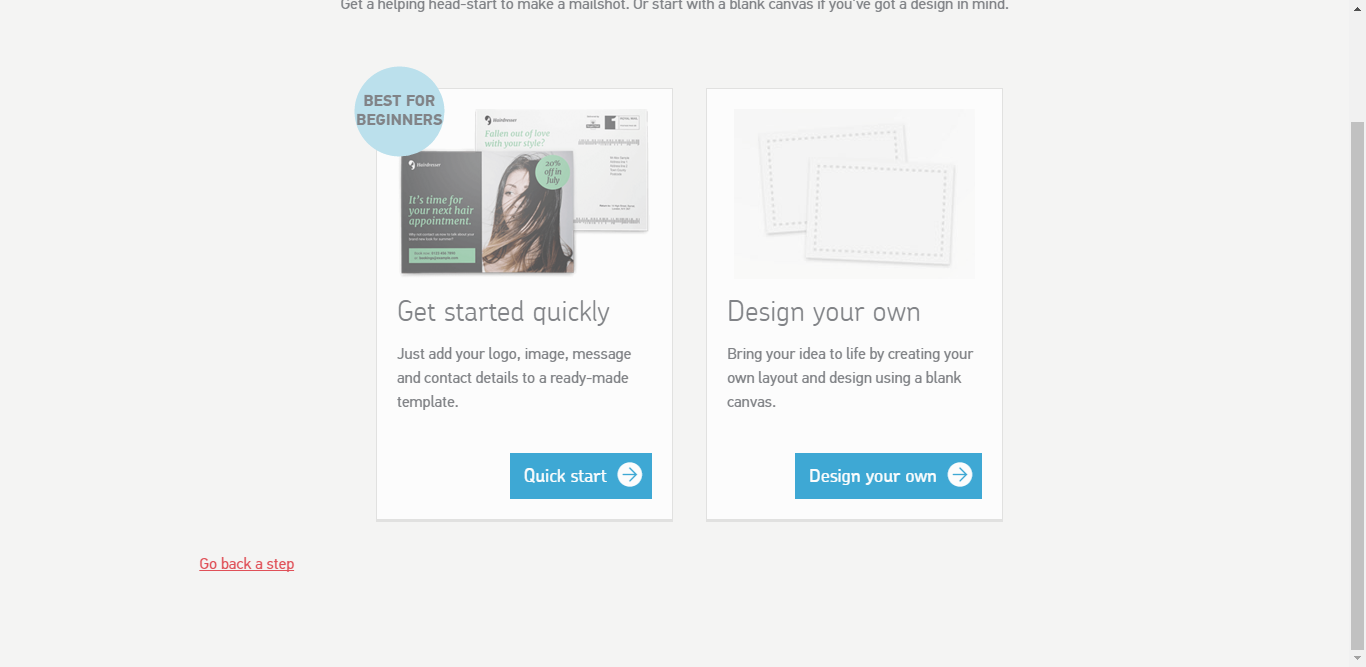 Get a helping head-start to make a mailshot. Or start with a blank canvas if you've got a design in mind.
BEST FOR
BEGINNERS
Hairdresser
Fallen out of love
with your style?
Hairdresser
20%
off in
July
It's time for
your next hair
appointment.
Get started quickly
Just add your logo, image, message
and contact details to a ready-made
template.
Quick start
Design your own
Bring your idea to life by creating your
own layout and design using a blank
canvas.
Design your own
Go back a step